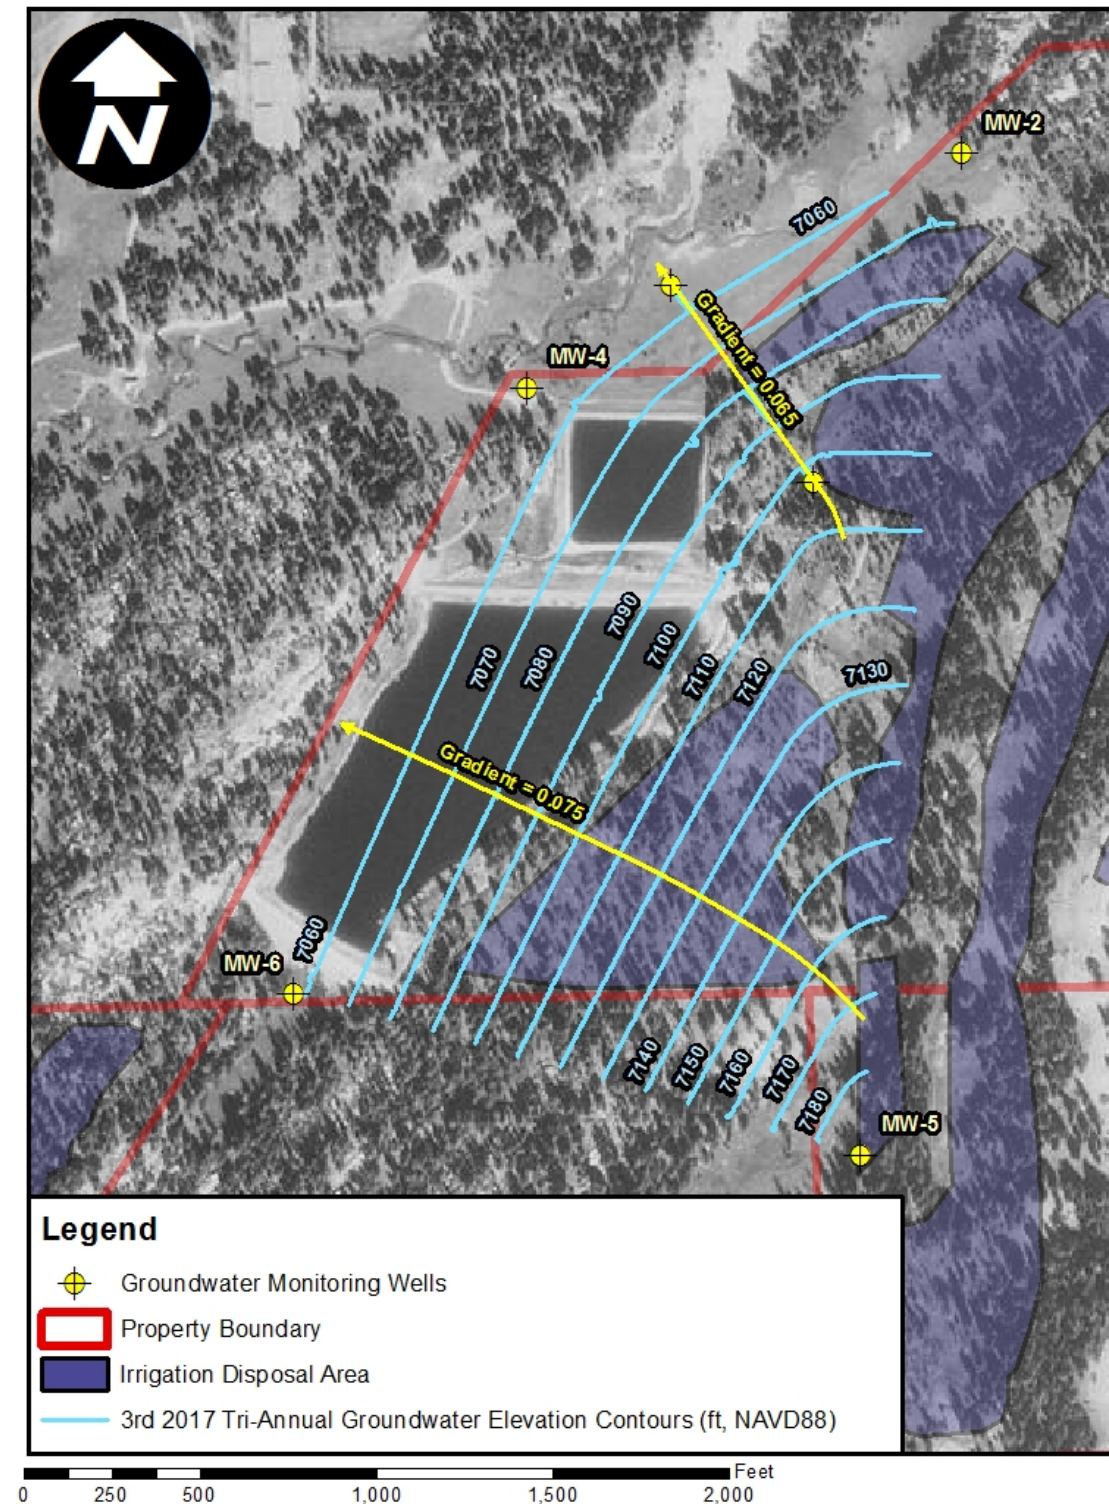 N
MW-2
7060
MW-4
Gradient = 0.065
7070
7080
7090
7100
7110
7120
7130
Gradient = 0.075
7060
MW-6
7140
7150
7160
7170
7180
MW-5
Legend
Groundwater Monitoring Wells
Property Boundary
Irrigation Disposal Area
3rd 2017 Tri-Annual Groundwater Elevation Contours (ft, NAVD88)
Feet
0 250 500 1,000 1,500 2,000